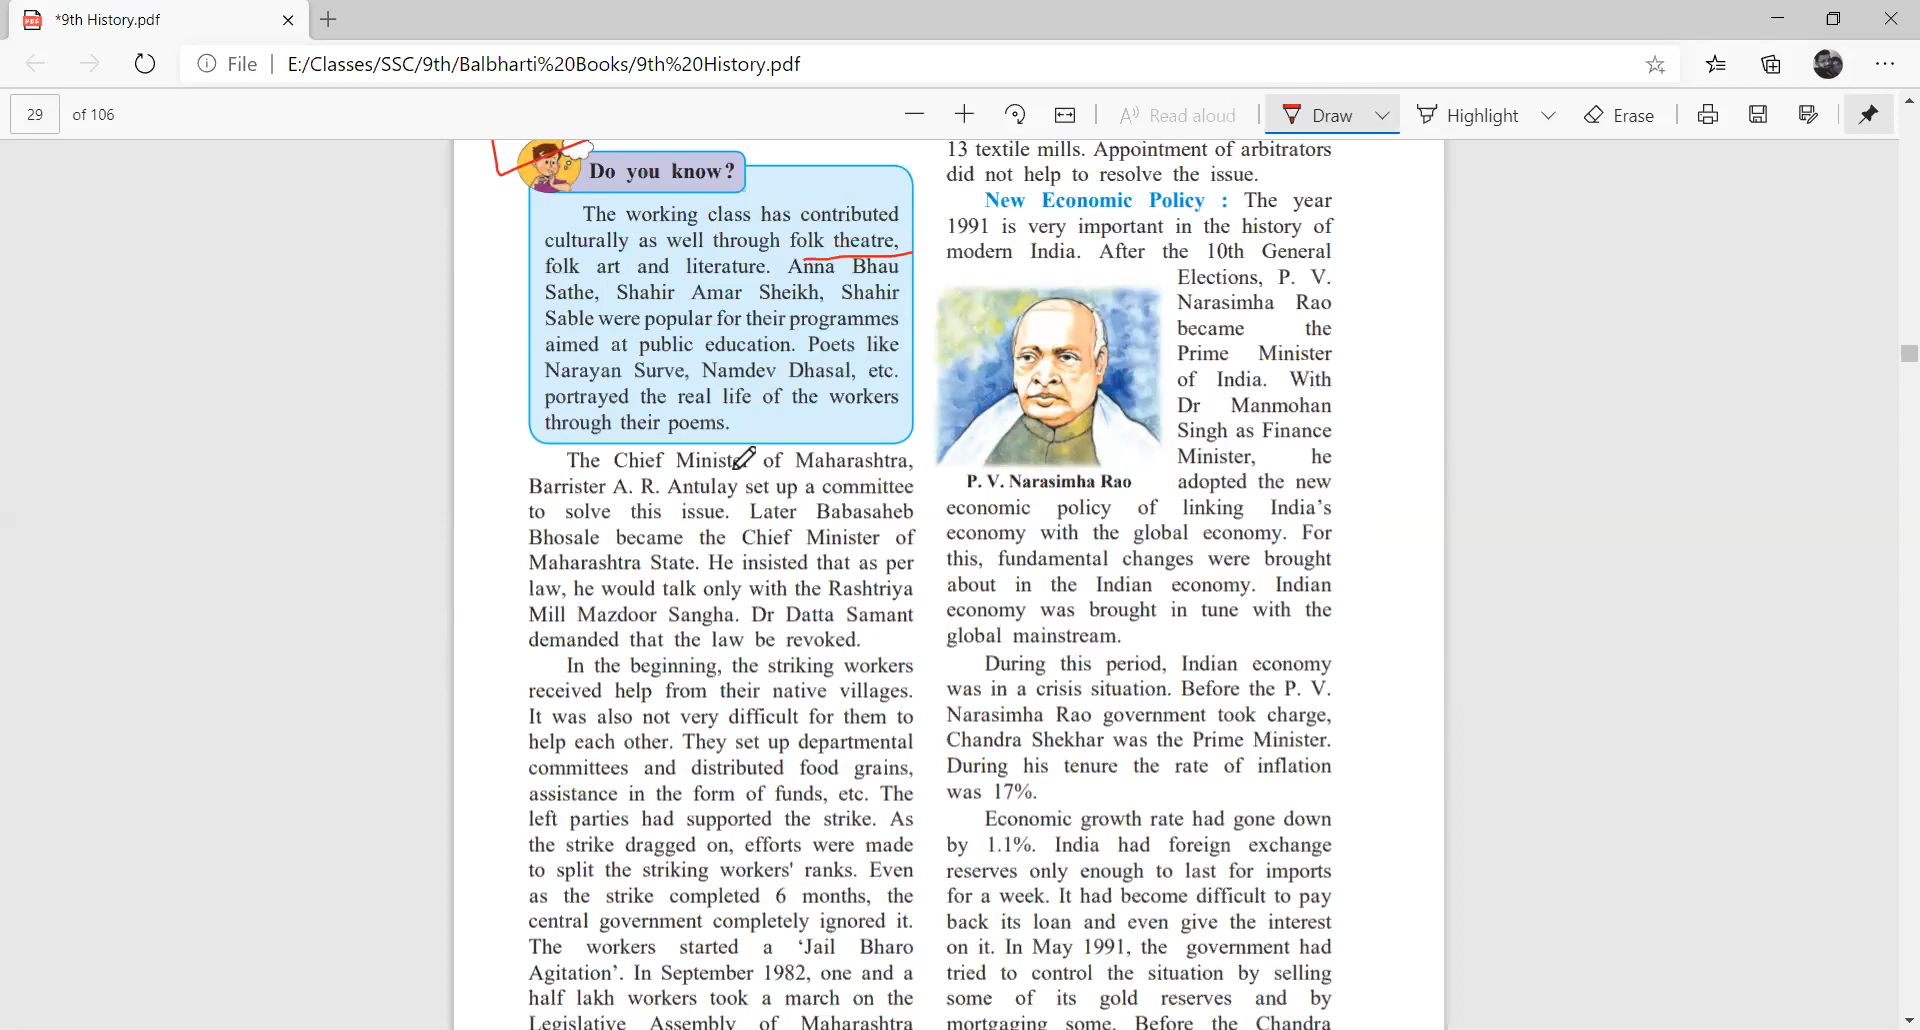 *9th History.pdf
File
E:/Classes/SSC/9th/Balbharti%20Books/9th%20History.pdf
29 of 106
Read aloud
Draw
Highlight
Erase
Do you know?
The working class has contributed
culturally as well through folk theatre,
folk art and literature. Anna Bhau
Sathe, Shahir Amar Sheikh, Shahir
Sable were popular for their programmes
aimed at public education. Poets like
Narayan Surve, Namdev Dhasal, etc.
portrayed the real life of the workers
through their poems.
The Chief Minister of Maharashtra,
Barrister A. R. Antulay set up a committee
to solve this issue. Later Babasaheb
Bhosale became the Chief Minister of
Maharashtra State. He insisted that as per
law, he would talk only with the Rashtriya
Mill Mazdoor Sangha. Dr Datta Samant
demanded that the law be revoked.
In the beginning, the striking workers
received help from their native villages.
It was also not very difficult for them to
help each other. They set up departmental
committees and distributed food grains,
assistance in the form of funds, etc. The
left parties had supported the strike. As
the strike dragged on, efforts were made
to split the striking workers' ranks. Even
as the strike completed 6 months, the
central government completely ignored it.
The workers started a ‘Jail Bharo
Agitation’. In September 1982, one and a
half lakh workers took a march on the
Legislative Assembly of Maharashtra
13 textile mills. Appointment of arbitrators
did not help to resolve the issue.
New Economic Policy : The year
1991 is very important in the history of
modern India. After the 10th General
Elections, P. V.
Narasimha Rao
became the
Prime Minister
of India. With
Dr Manmohan
Singh as Finance
Minister, he
P. V. Narasimha Rao
adopted the new
economic policy of linking India’s
economy with the global economy. For
this, fundamental changes were brought
about in the Indian economy. Indian
economy was brought in tune with the
global mainstream.
During this period, Indian economy
was in a crisis situation. Before the P. V.
Narasimha Rao government took charge,
Chandra Shekhar was the Prime Minister.
During his tenure the rate of inflation
was 17%.
Economic growth rate had gone down
by 1.1%. India had foreign exchange
reserves only enough to last for imports
for a week. It had become difficult to pay
back its loan and even give the interest
on it. In May 1991, the government had
tried to control the situation by selling
some of its gold reserves and by
mortgaging some. Before the Chandra